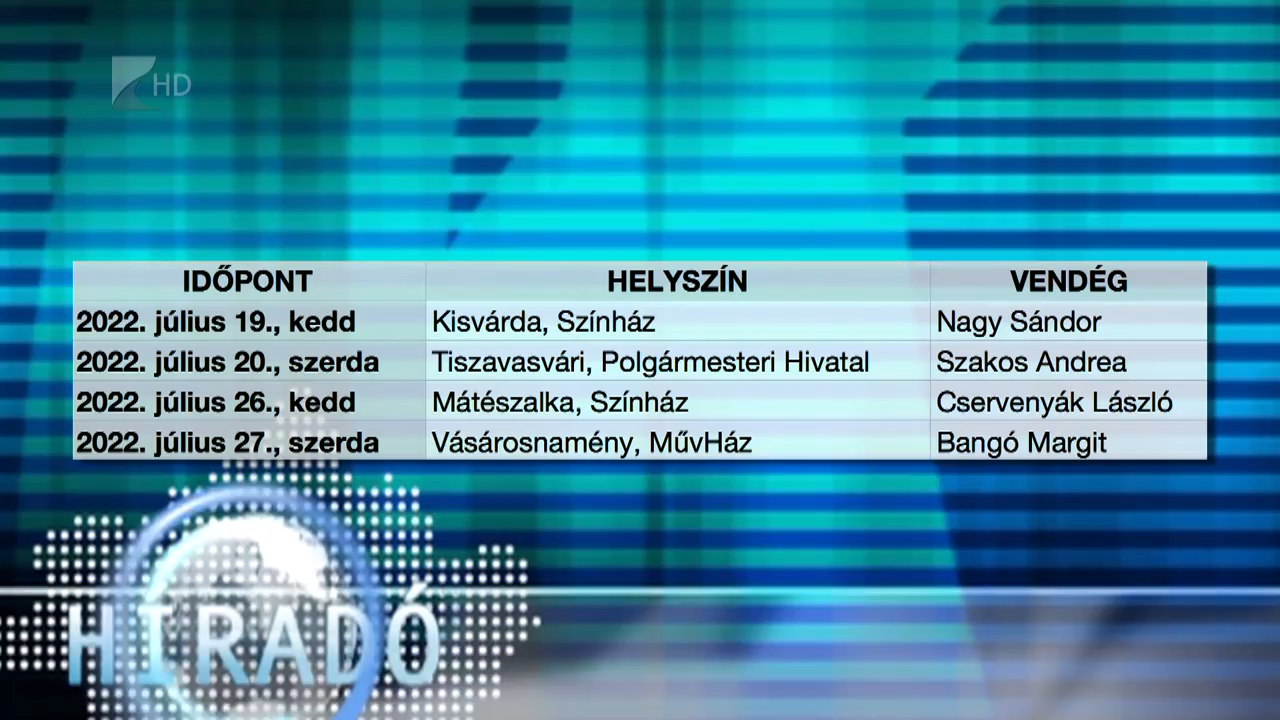 HD
IDŐPONT HELYSZÍN VENDÉG
2022. július 19., kedd Kisvárda, Színház Nagy Sándor
2022. július 20., szerda Tiszavasvári, Polgármesteri Hivatal Szakos Andrea
2022. július 26., kedd Mátészalka, Színház Cservenyák László
2022. július 27., szerda Vásárosnamény, MűvHáz Bangó Margit
HIRADÓ